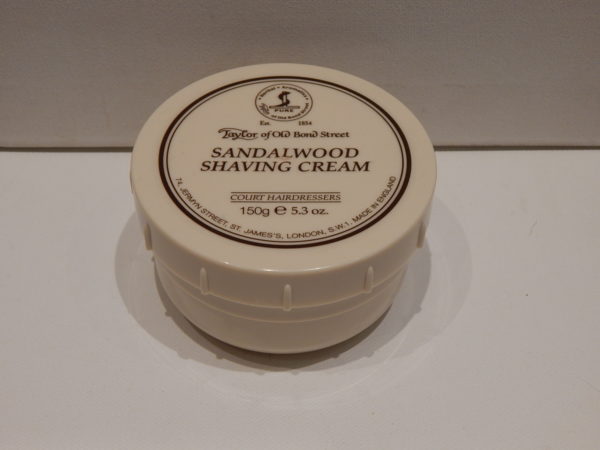 PURE
Est. 1854
Taylor of Old Bond Street
SANDALWOOD
SHAVING CREAM
COURT HAIRDRESSERS
150g ℮ 5.3 oz.
74, JERMYN STREET, ST. JAMES'S, LONDON, S.W.1. MADE IN ENGLAND